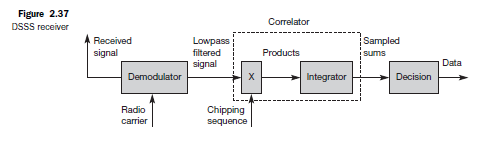 Figure 2.37
DSSS receiver
Correlator
Received
signal
Lowpass
filtered
signal
Products
Sampled
sums
Data
Demodulator
X
Integrator
Decision
Radio
carrier
Chipping
sequence